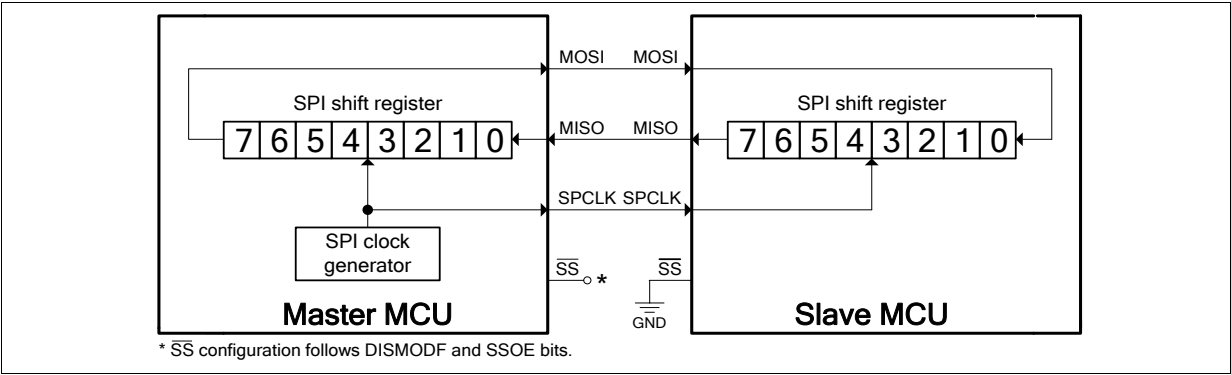 MOSI MOSI
SPI shift register SPI shift register
7 6 5 4 3 2 1 0 MISO MISO 7 6 5 4 3 2 1 0
SPCLK SPCLK
SPI clock
generator
SS * SS
GND
Master MCU Slave MCU
* SS configuration follows DISMODF and SSOE bits.